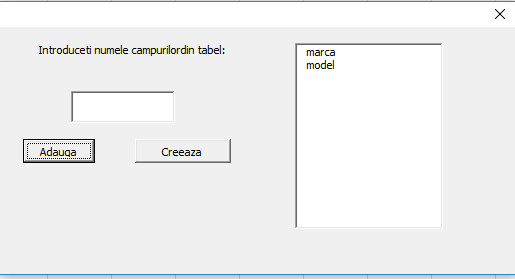 Introduceti numele campurilordin tabel:
Adauga
Creeaza
marca
model